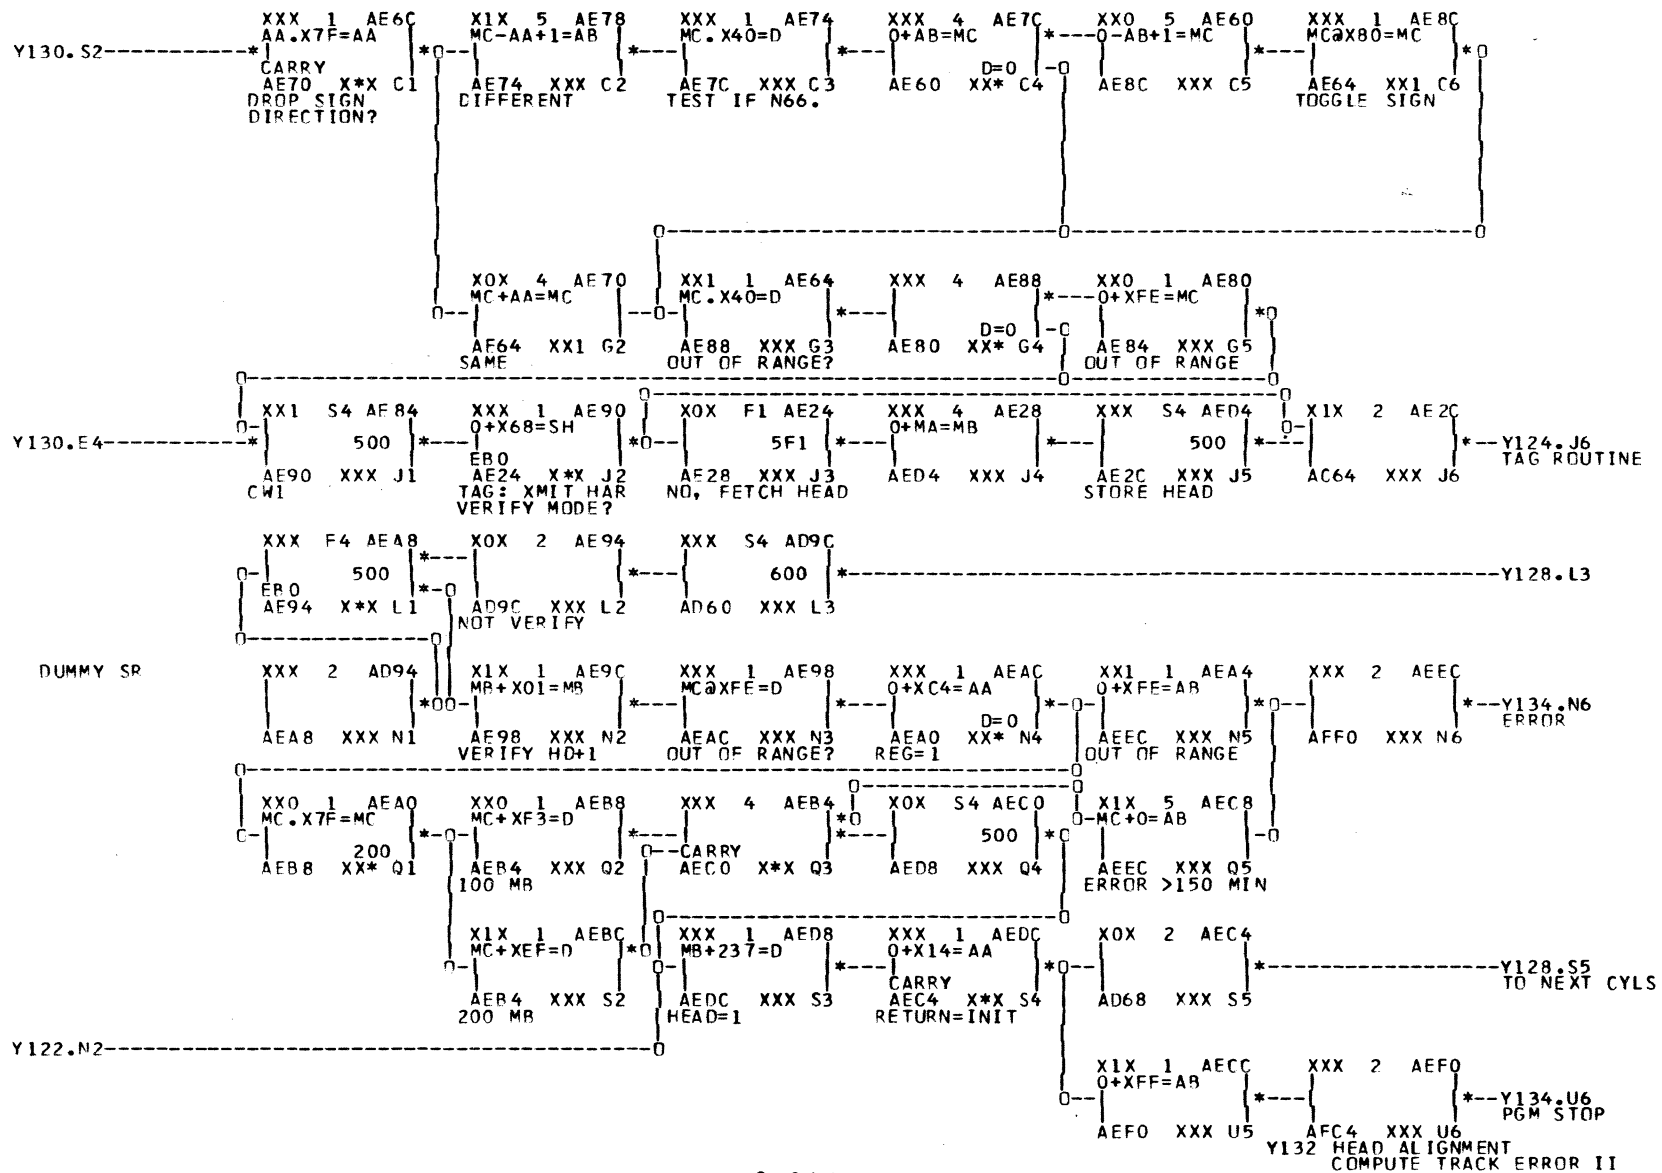 XXX 1 AE6C X1X 5 AE78 XXX 1 AE74 XXX 4 AE7C XX0 5 AE60 XXX 1 AE8C
AA.X7F=AA MC-AA+1=AB MC.X40=D 0+AB=MC 0-AB+1=MC MC@X80=MC
Y130.S2
CARRY D=0
AE70 X*X C1 AE74 XXX C2 AE7C XXX C3 AE60 XX* C4 AE8C XXX C5 AE64 XX1 C6
DROP SIGN DIFFERENT TEST IF N66. TOGGLE SIGN
DIRECTION?
X0X 4 AE70 XX1 1 AE64 XXX 4 AE88 XX0 1 AE80
MC+AA=MC MC.X40=D 0+XFE=MC
D=0
AE64 XX1 G2 AE88 XXX G3 AE80 XX* G4 AE84 XXX G5
SAME OUT OF RANGE? OUT OF RANGE
XX1 S4 AE84 XXX 1 AE90 X0X F1 AE24 XXX 4 AE28 XXX S4 AED4 X1X 2 AE2C
0+X68=SH 0+MA=MB
Y130.E4 500 5F1 500 Y124.J6
EB0 TAG ROUTINE
AE90 XXX J1 AE24 X*X J2 AE28 XXX J3 AED4 XXX J4 AE2C XXX J5 AC64 XXX J6
CW1 TAG: XMIT HAR NO, FETCH HEAD STORE HEAD
VERIFY MODE?
XXX F4 AEA8 X0X 2 AE94 XXX S4 AD9C
500 600 Y128.L3
EB0
AE94 X*X L1 AD9C XXX L2 AD60 XXX L3
NOT VERIFY
DUMMY SR XXX 2 AD94 X1X 1 AE9C XXX 1 AE98 XXX 1 AEAC XX1 1 AEA4 XXX 2 AEEC
MB+X01=MB MC@XFE=D 0+XC4=AA 0+XFE=AB
Y134.N6
D=0 ERROR
AEA8 XXX N1 AE98 XXX N2 AEAC XXX N3 AEA0 XX* N4 AEEC XXX N5 AFF0 XXX N6
VERIFY HD+1 OUT OF RANGE? REG=1 OUT OF RANGE
XX0 1 AEA0 XX0 1 AEB8 XXX 4 AEB4 X0X S4 AEC0 X1X 5 AEC8
MC.X7F=MC MC+XF3=D MC+0=AB
200 CARRY 500
AEB8 XX* Q1 AEB4 XXX Q2 AEC0 X*X Q3 AED8 XXX Q4 AEEC XXX Q5
100 MB ERROR >150 MIN
X1X 1 AEBC XXX 1 AED8 XXX 1 AEDC X0X 2 AEC4
MC+XEF=D MB+237=D 0+X14=AA
CARRY Y128.S5
AEB4 XXX S2 AEDC XXX S3 AEC4 X*X S4 AD68 XXX S5 TO NEXT CYLS
200 MB HEAD=1 RETURN=INIT
Y122.N2
X1X 1 AECC XXX 2 AEF0
0+XFF=AB
Y134.U6
PGM STOP
AEF0 XXX U5 AFC4 XXX U6
Y132 HEAD ALIGNMENT
COMPUTE TRACK ERROR II